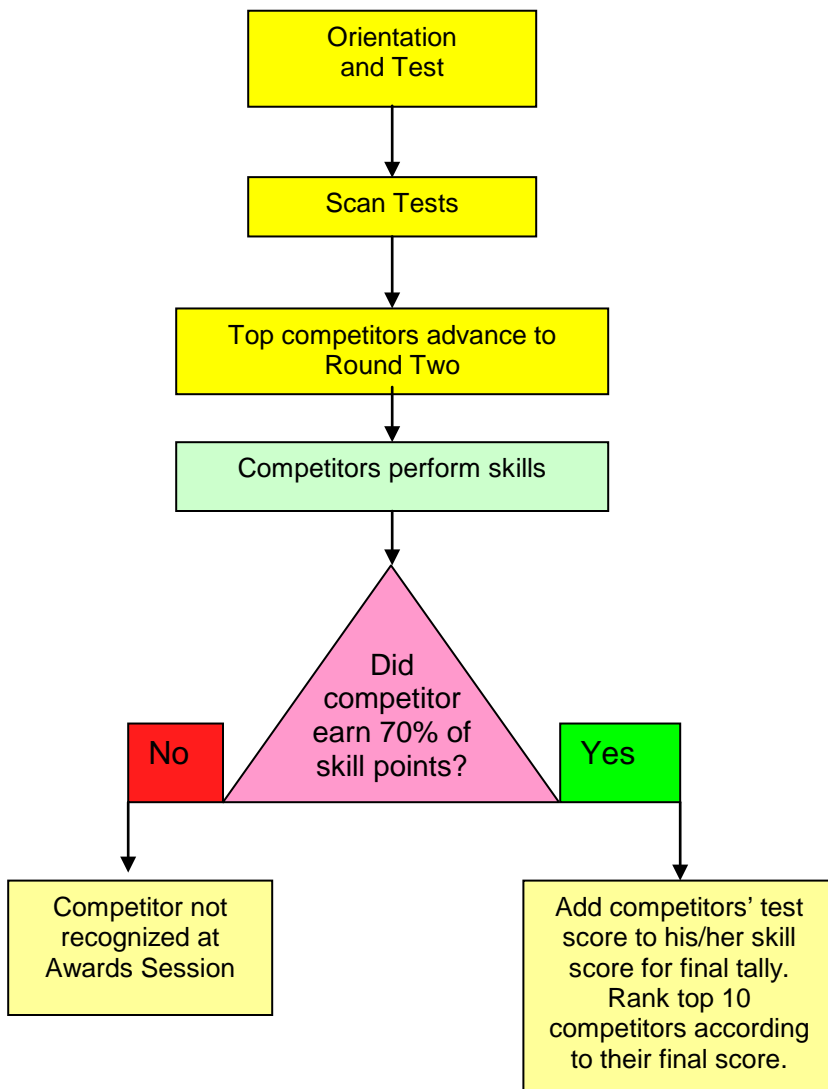 Orientation
and Test
Scan Tests
Top competitors advance to
Round Two
Competitors perform skills
Did
competitor
earn 70% of
skill points?
No
Yes
Competitor not
recognized at
Awards Session
Add competitors’ test
score to his/her skill
score for final tally.
Rank top 10
competitors according
to their final score.